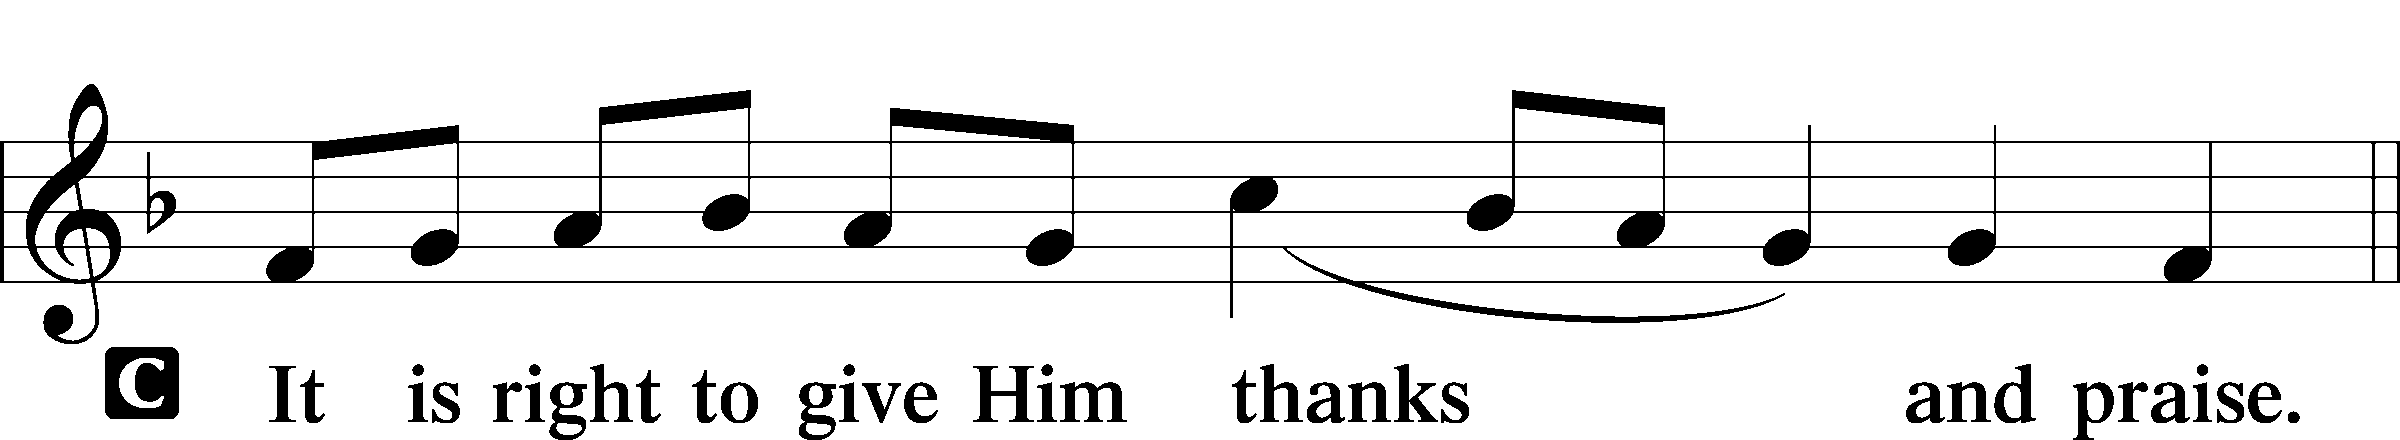 C It is right to give Him thanks and praise.